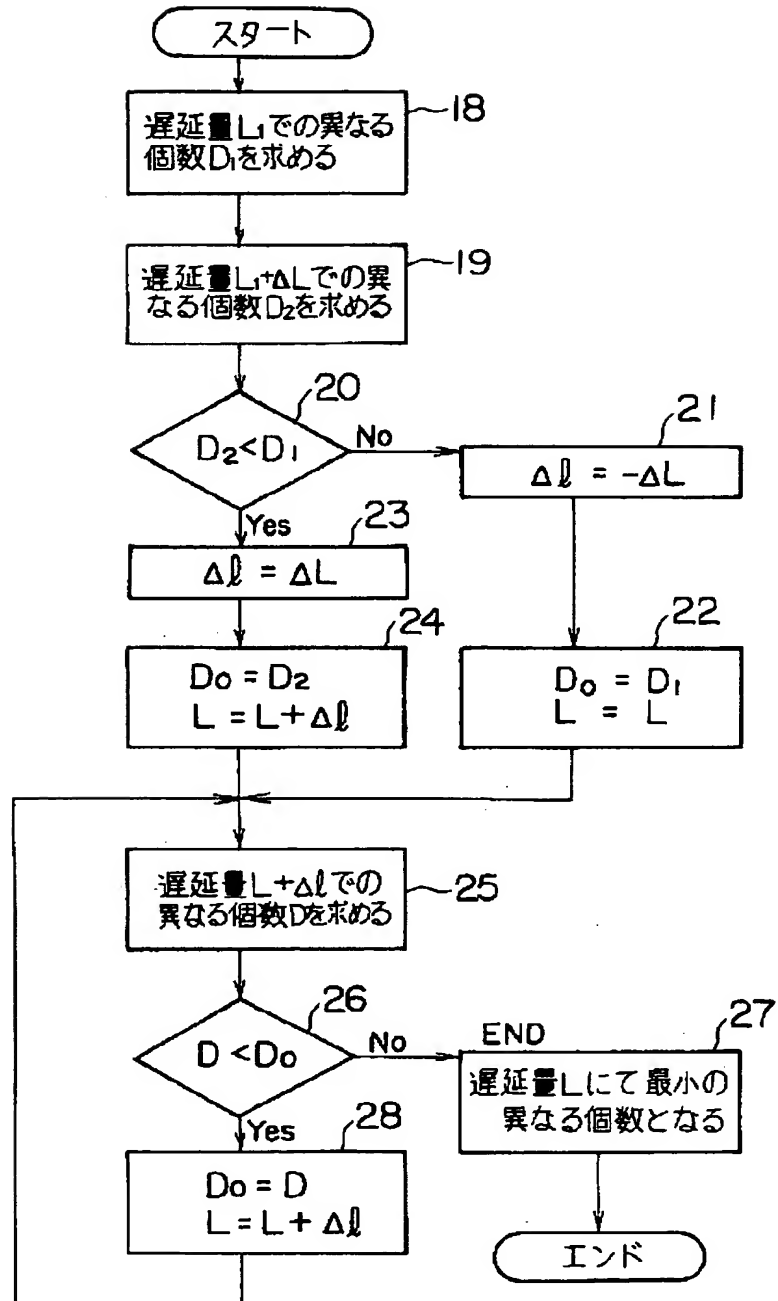 スタート
18
遅延量L₁での異なる
個数D₁を求める
19
遅延量L₁+ΔLでの異
なる個数D₂を求める
20
D₂<D₁
No
21
Δℓ = -ΔL
Yes
23
Δℓ = ΔL
24
D₀ = D₂
L = L + Δℓ
22
D₀ = D₁
L = L
遅延量L+Δℓでの
異なる個数Dを求める
25
26
D<D₀
No
END
27
遅延量Lにて最小の
異なる個数となる
Yes
28
D₀ = D
L = L + Δℓ
エンド